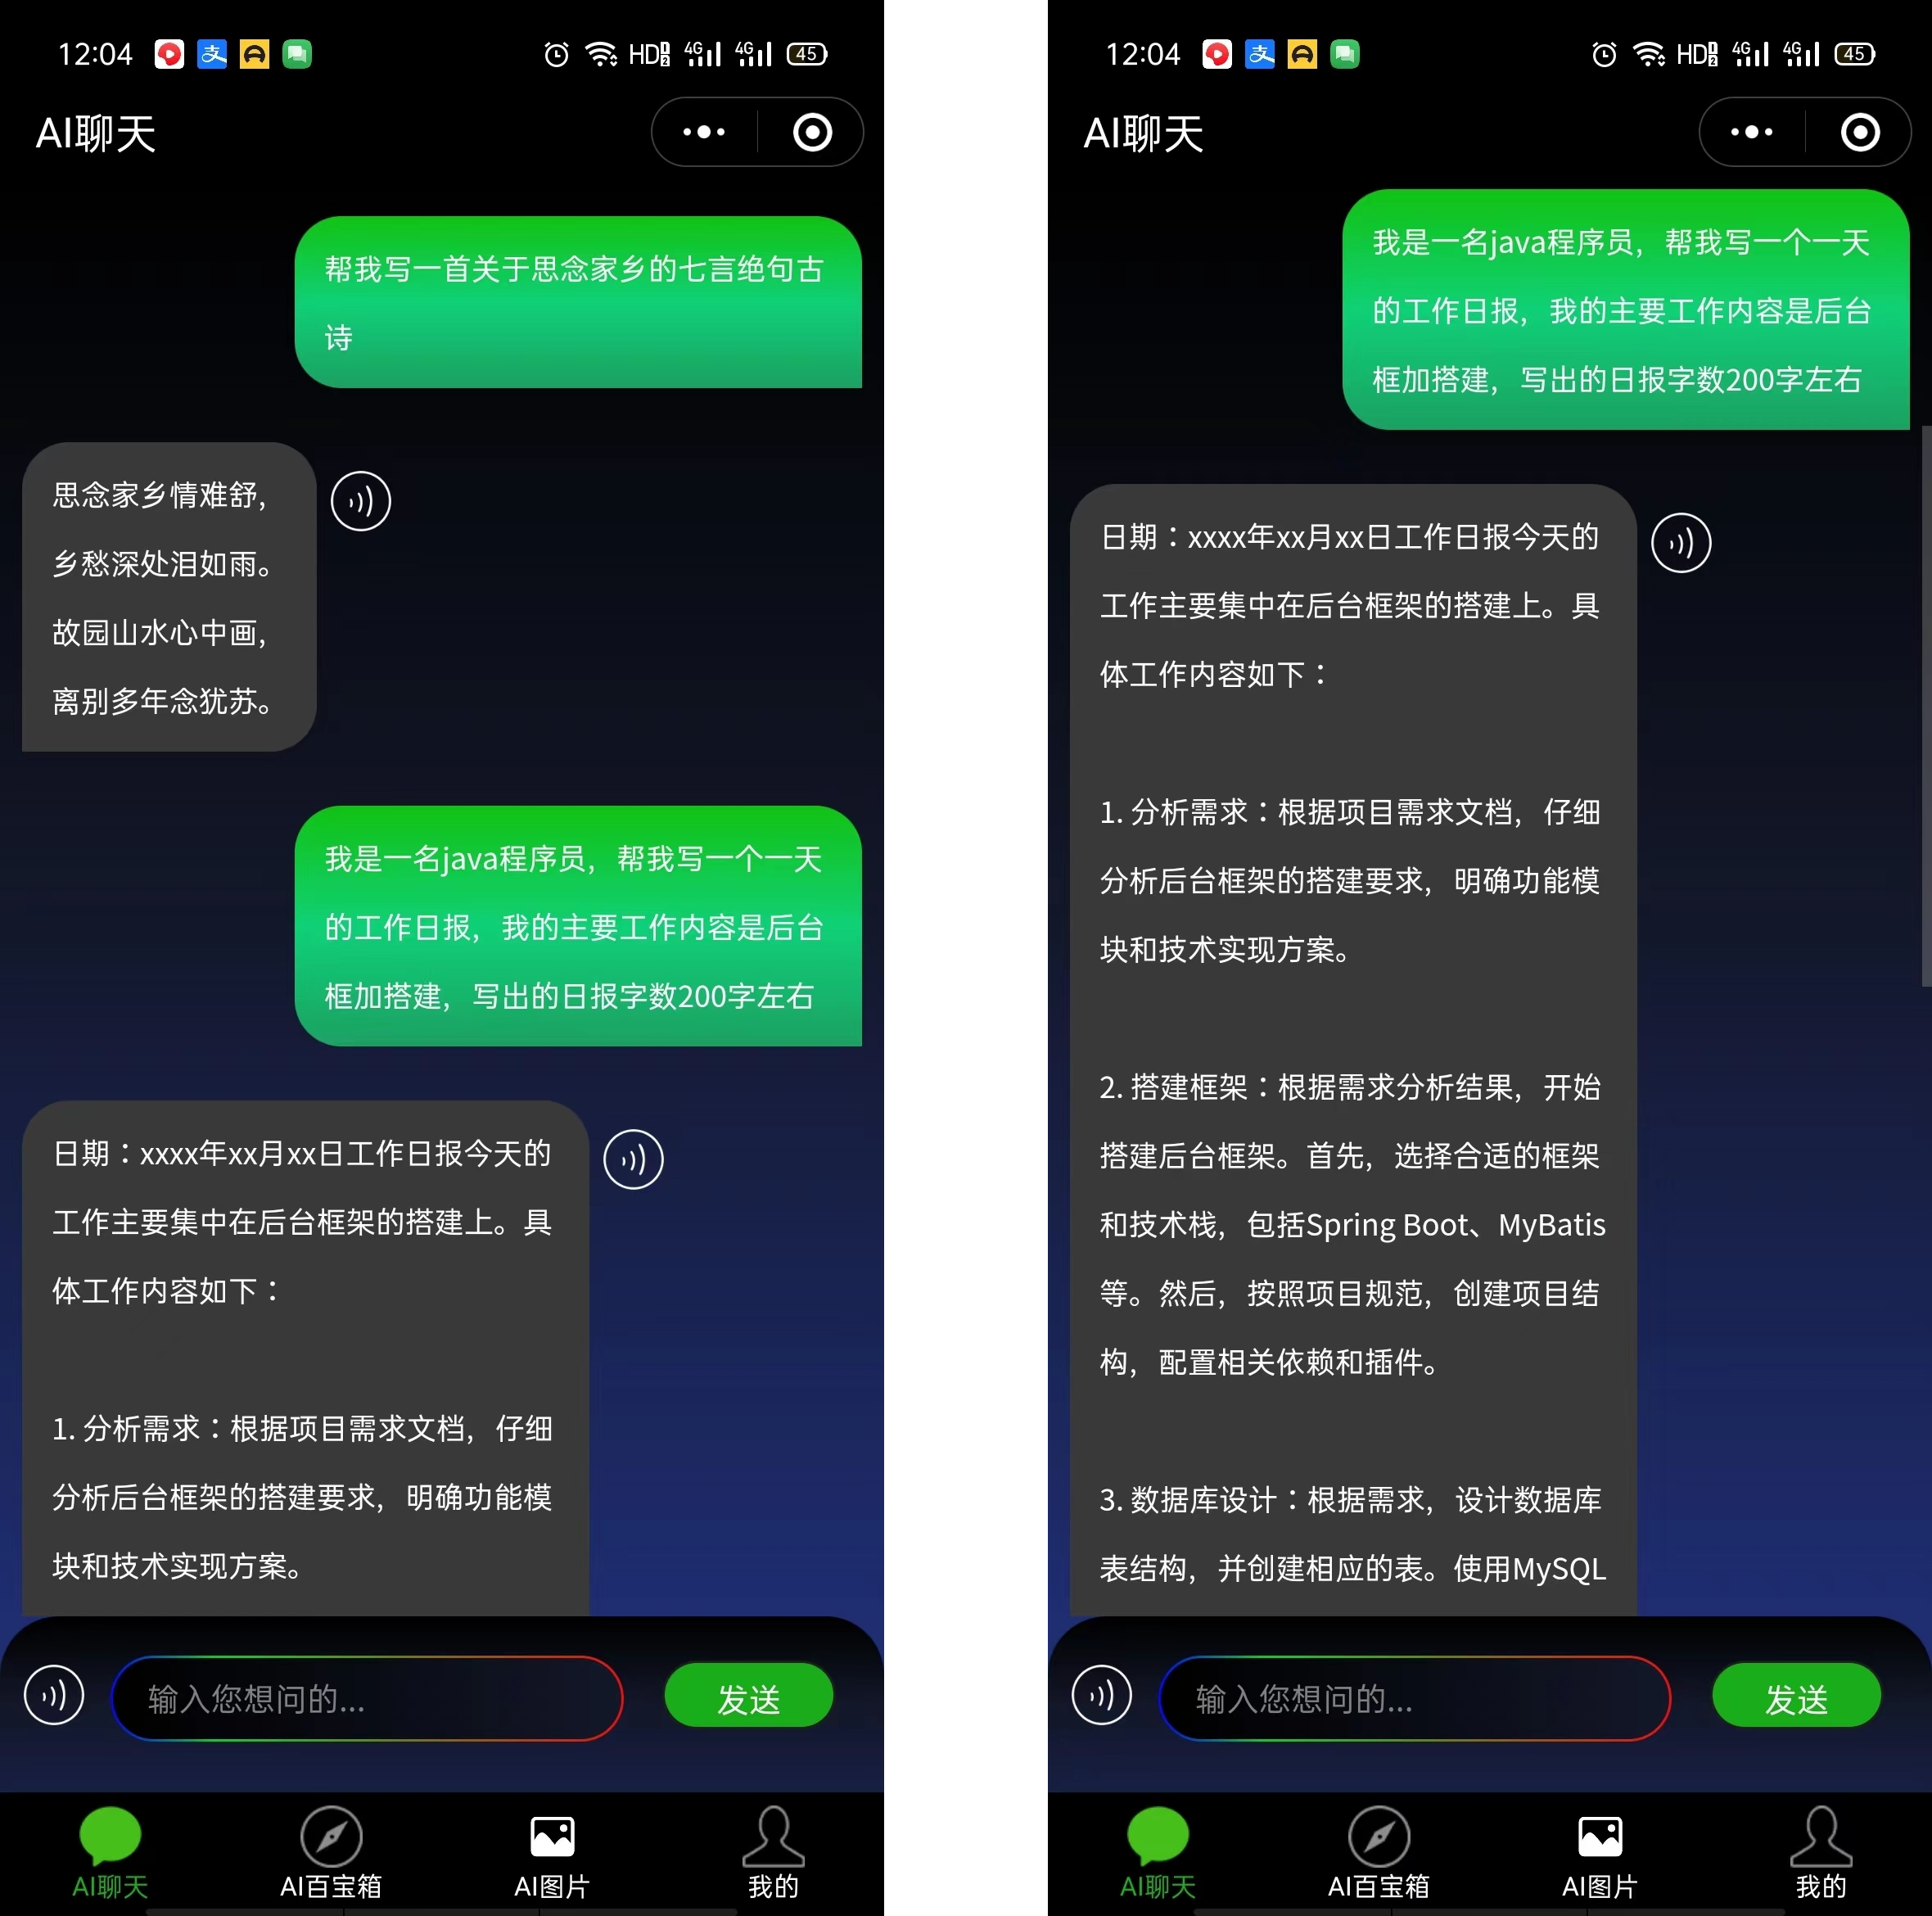 12:04
支
HD 4G 4G 45
AI聊天
帮我写一首关于思念家乡的七言绝句古
诗
思念家乡情难舒，
乡愁深处泪如雨。
故园山水心中画，
离别多年念犹苏。
我是一名java程序员，帮我写一个一天
的工作日报，我的主要工作内容是后台
框加搭建，写出的日报字数200字左右
日期：xxxx年xx月xx日工作日报今天的
工作主要集中在后台框架的搭建上。具
体工作内容如下：
1. 分析需求：根据项目需求文档，仔细
分析后台框架的搭建要求，明确功能模
块和技术实现方案。
输入您想问的...
发送
AI聊天
AI百宝箱
AI图片
我的
12:04
支
HD 4G 4G 45
AI聊天
我是一名java程序员，帮我写一个一天
的工作日报，我的主要工作内容是后台
框加搭建，写出的日报字数200字左右
日期：xxxx年xx月xx日工作日报今天的
工作主要集中在后台框架的搭建上。具
体工作内容如下：
1. 分析需求：根据项目需求文档，仔细
分析后台框架的搭建要求，明确功能模
块和技术实现方案。
2. 搭建框架：根据需求分析结果，开始
搭建后台框架。首先，选择合适的框架
和技术栈，包括Spring Boot、MyBatis
等。然后，按照项目规范，创建项目结
构，配置相关依赖和插件。
3. 数据库设计：根据需求，设计数据库
表结构，并创建相应的表。使用MySQL
输入您想问的...
发送
AI聊天
AI百宝箱
AI图片
我的